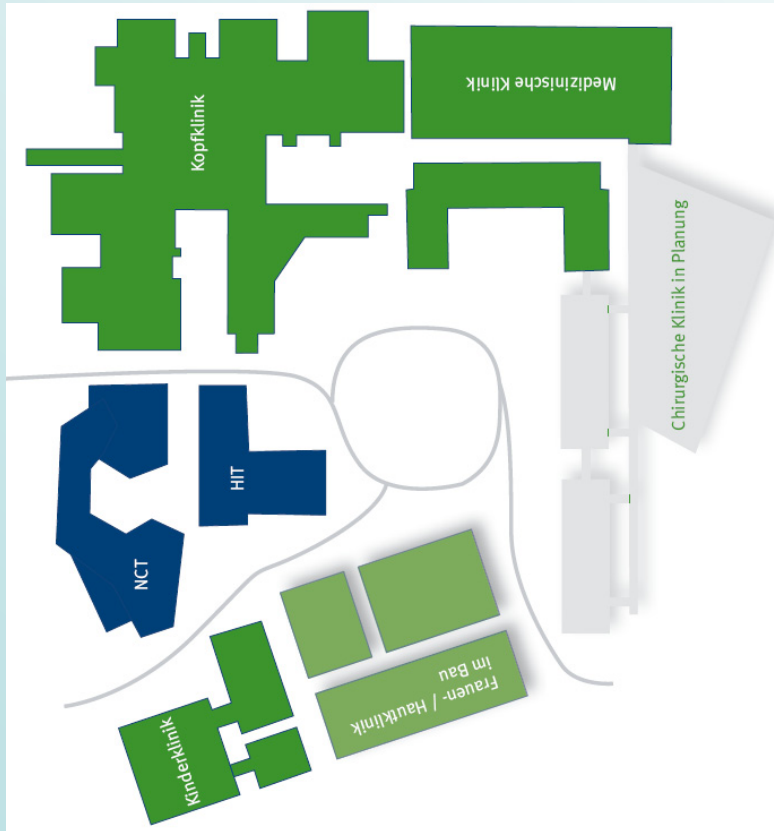 Medizinische Klinik
Kopfklinik
Chirurgische Klinik in Planung
HIT
NCT
Frauen- / Hautklinik
im Bau
Kinderklinik